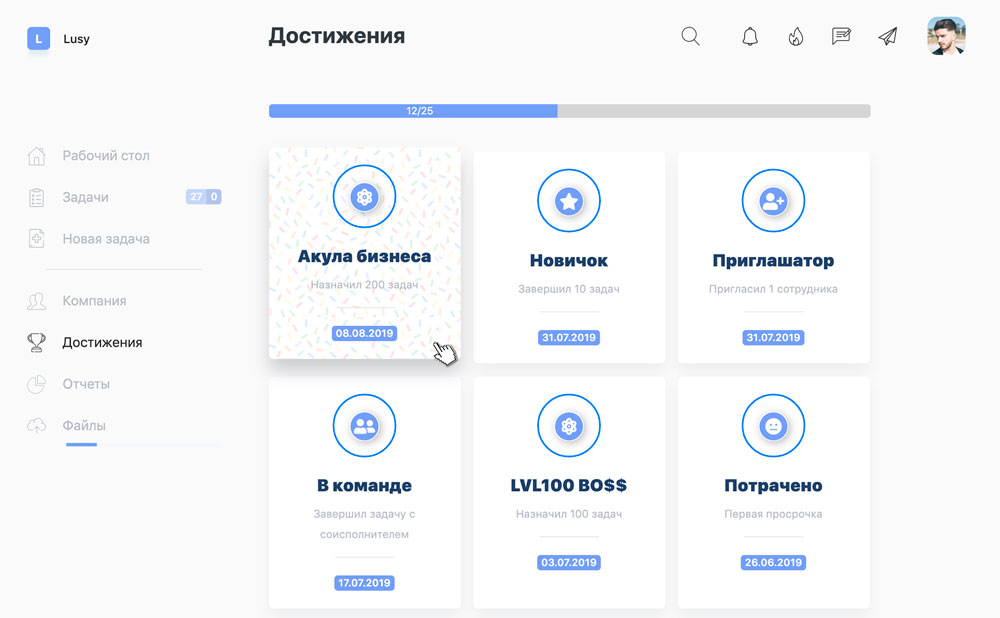 L Lusy
Достижения
12/25
Рабочий стол
Задачи 27 0
Новая задача
Компания
Достижения
Отчеты
Файлы
Акула бизнеса
Назначил 200 задач
08.08.2019
Новичок
Завершил 10 задач
31.07.2019
Приглашатор
Пригласил 1 сотрудника
31.07.2019
В команде
Завершил задачу с
соисполнителем
17.07.2019
LVL100 BO$$
Назначил 100 задач
03.07.2019
Потрачено
Первая просрочка
26.06.2019